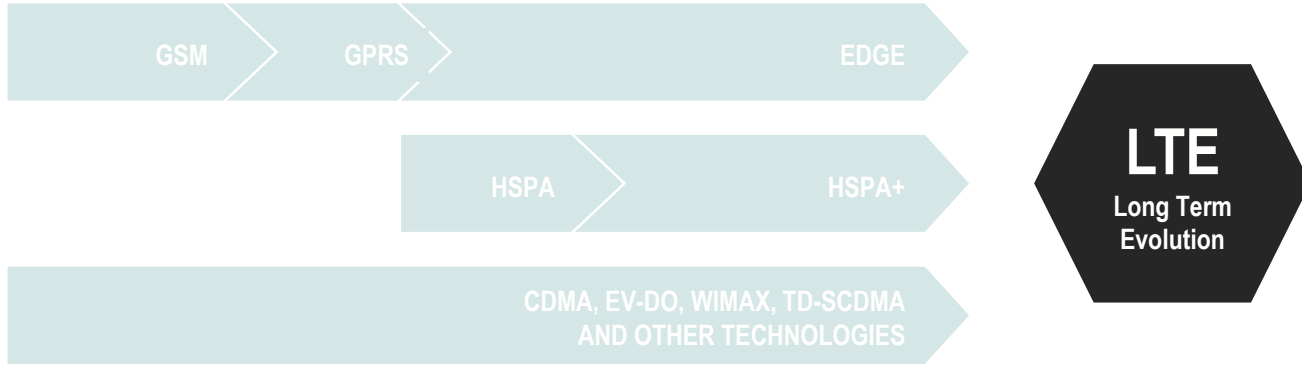 GSM
GPRS
EDGE
HSPA
HSPA+
LTE
Long Term
Evolution
CDMA, EV-DO, WIMAX, TD-SCDMA
AND OTHER TECHNOLOGIES